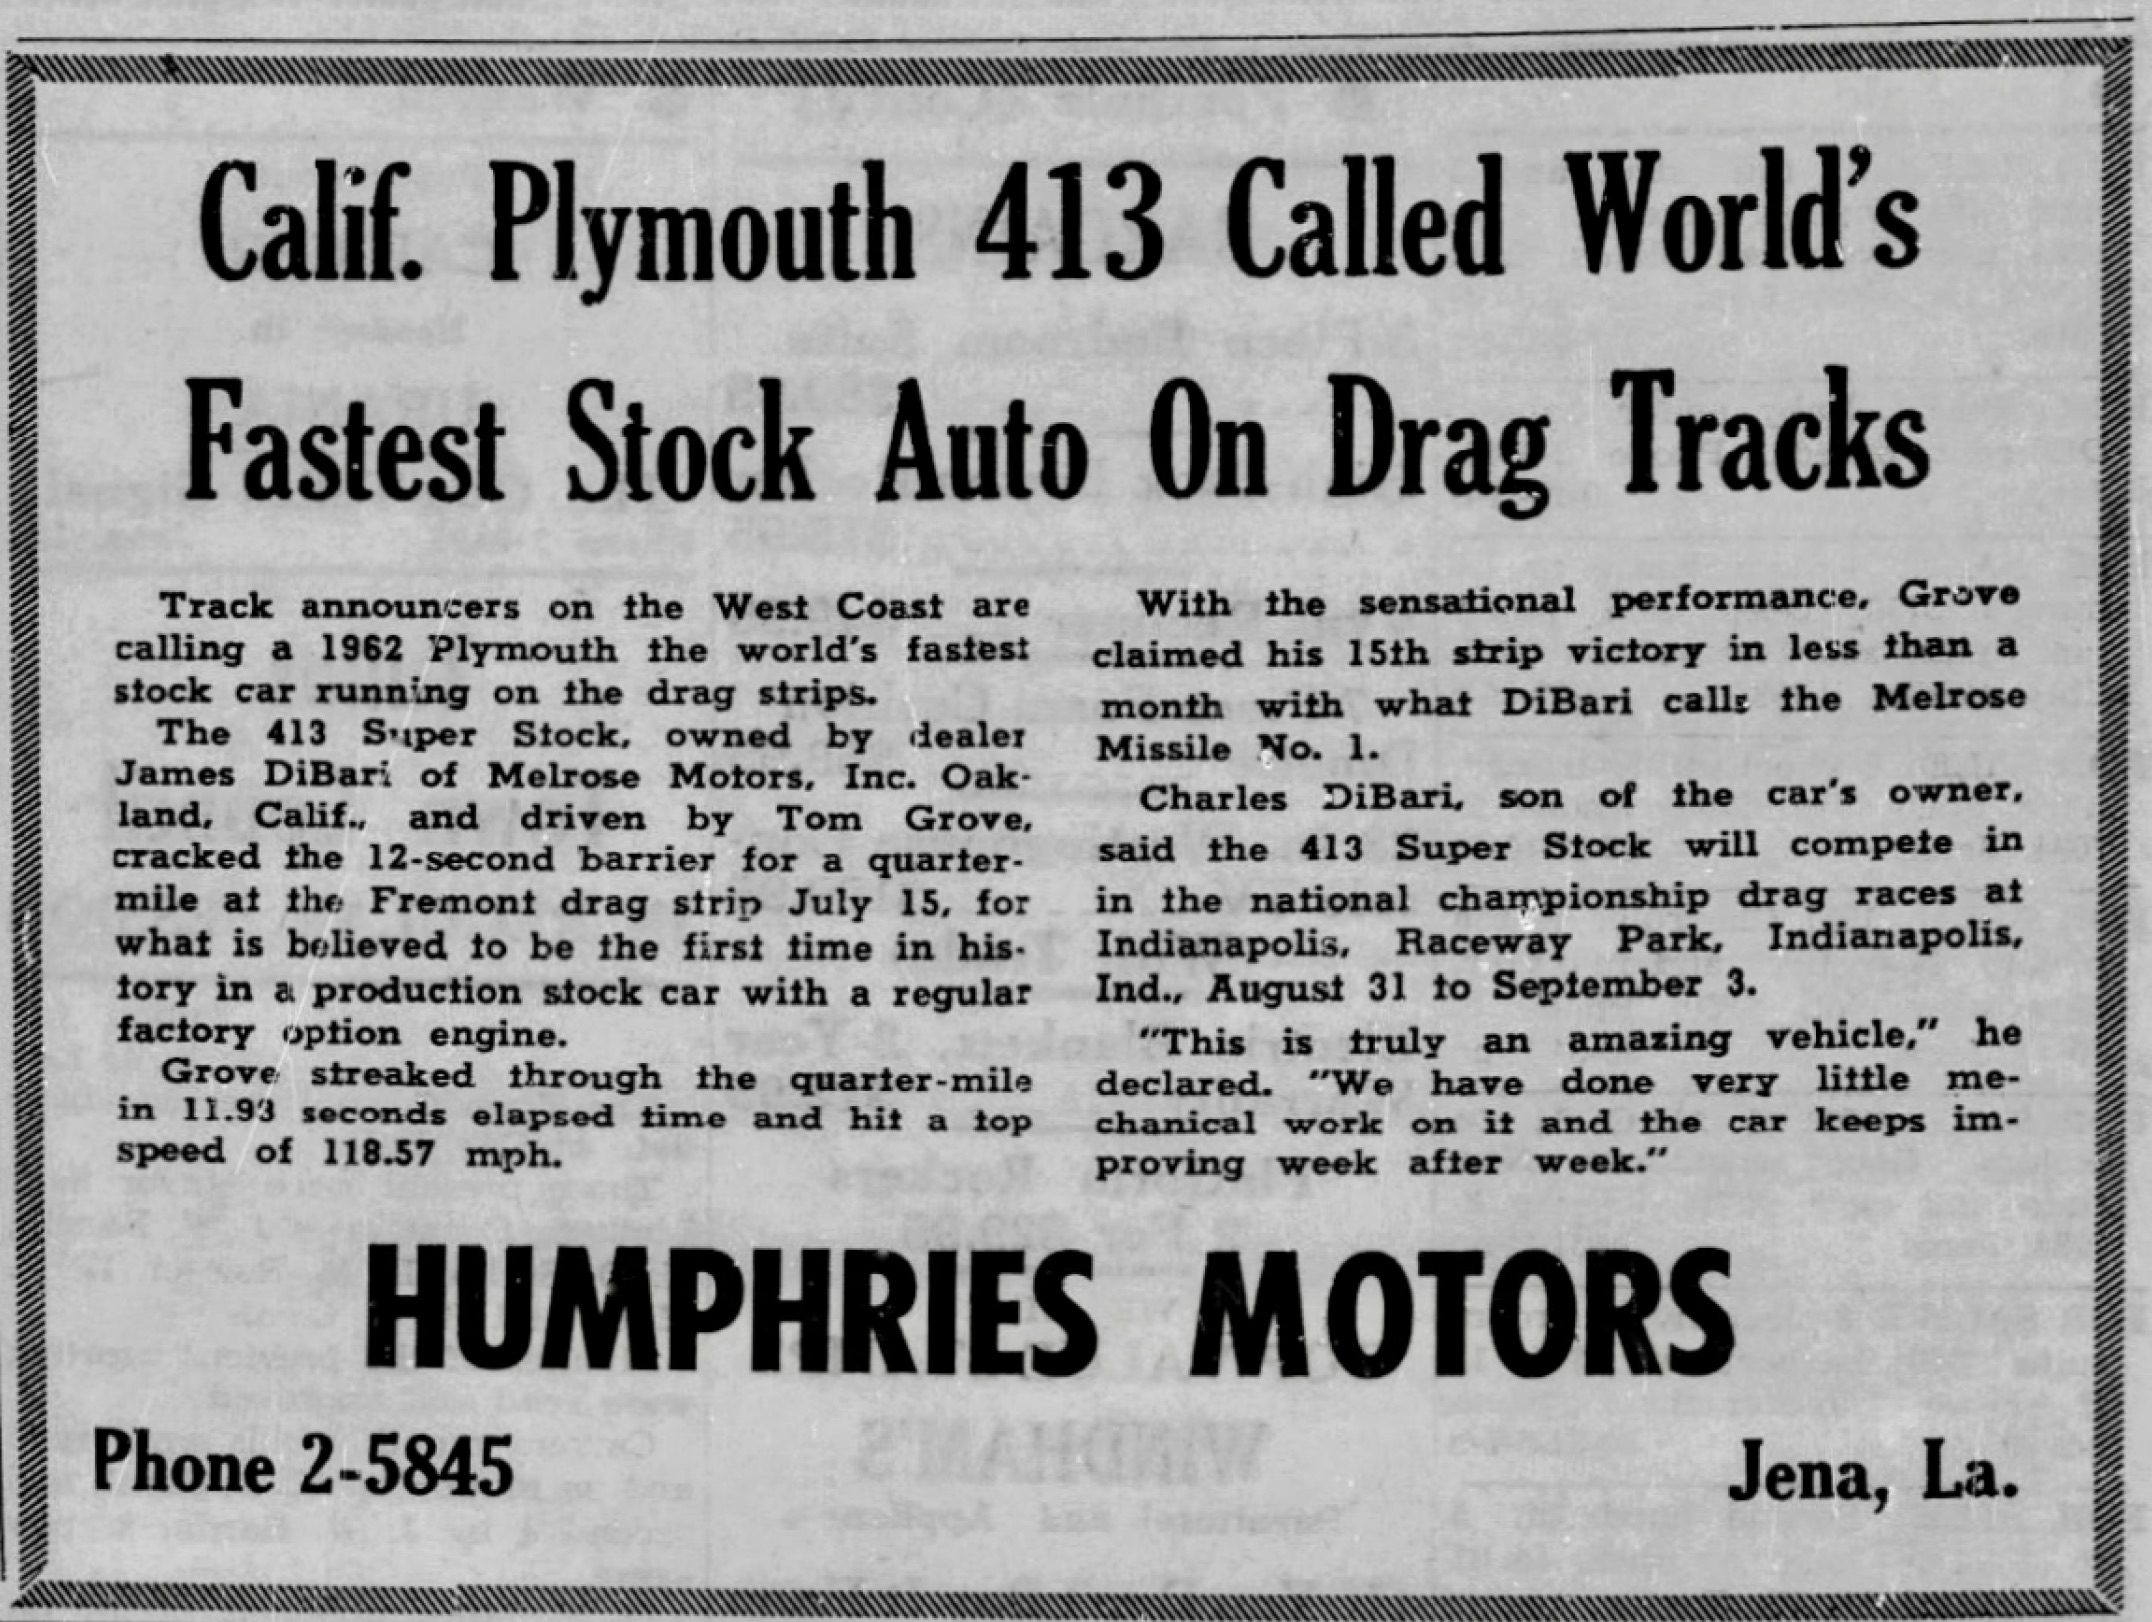 Calif. Plymouth 413 Called World's
Fastest Stock Auto On Drag Tracks
Track announcers on the West Coast are
calling a 1962 Plymouth the world's fastest
stock car running on the drag strips.
The 413 Super Stock, owned by dealer
James DiBari of Melrose Motors, Inc. Oak-
land, Calif., and driven by Tom Grove,
cracked the 12-second barrier for a quarter-
mile at the Fremont drag strip July 15, for
what is believed to be the first time in his-
tory in a production stock car with a regular
factory option engine.
Grove streaked through the quarter-mile
in 11.93 seconds elapsed time and hit a top
speed of 118.57 mph.
With the sensational performance, Grove
claimed his 15th strip victory in less than a
month with what DiBari calls the Melrose
Missile No. 1.
Charles DiBari, son of the car's owner,
said the 413 Super Stock will compete in
in the national championship drag races at
Indianapolis, Raceway Park, Indianapolis,
Ind., August 31 to September 3.
"This is truly an amazing vehicle," he
declared. "We have done very little me-
chanical work on it and the car keeps im-
proving week after week."
HUMPHRIES MOTORS
Phone 2-5845
Jena, La.